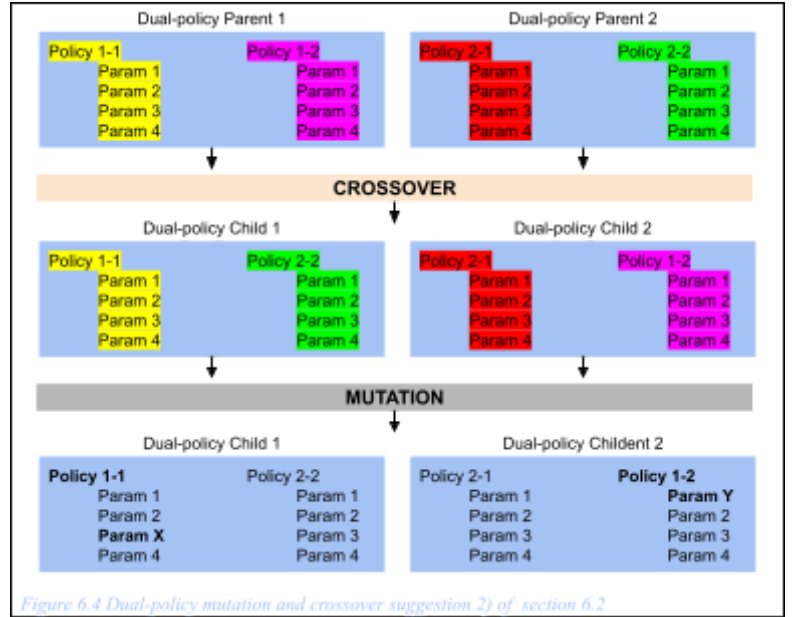 Dual-policy Parent 1
Dual-policy Parent 2
Policy 1-1
Param 1
Param 2
Param 3
Param 4
Policy 1-2
Param 1
Param 2
Param 3
Param 4
Policy 2-1
Param 1
Param 2
Param 3
Param 4
Policy 2-2
Param 1
Param 2
Param 3
Param 4
CROSSOVER
Dual-policy Child 1
Dual-policy Child 2
Policy 1-1
Param 1
Param 2
Param 3
Param 4
Policy 2-2
Param 1
Param 2
Param 3
Param 4
Policy 2-1
Param 1
Param 2
Param 3
Param 4
Policy 1-2
Param 1
Param 2
Param 3
Param 4
MUTATION
Dual-policy Child 1
Dual-policy Childent 2
Policy 1-1
Param 1
Param 2
Param X
Param 4
Policy 2-2
Param 1
Param 2
Param 3
Param 4
Policy 2-1
Param 1
Param 2
Param 3
Param 4
Policy 1-2
Param Y
Param 2
Param 3
Param 4
Figure 6.4 Dual-policy mutation and crossover suggestion 2) of section 6.2